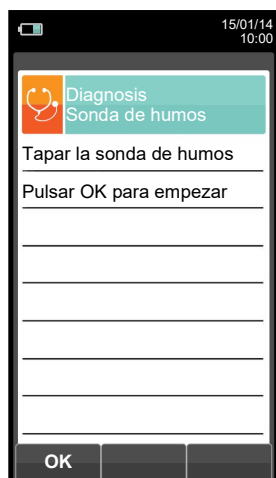 15/01/14
10:00
Diagnosis
Sonda de humos
Tapar la sonda de humos
Pulsar OK para empezar
OK